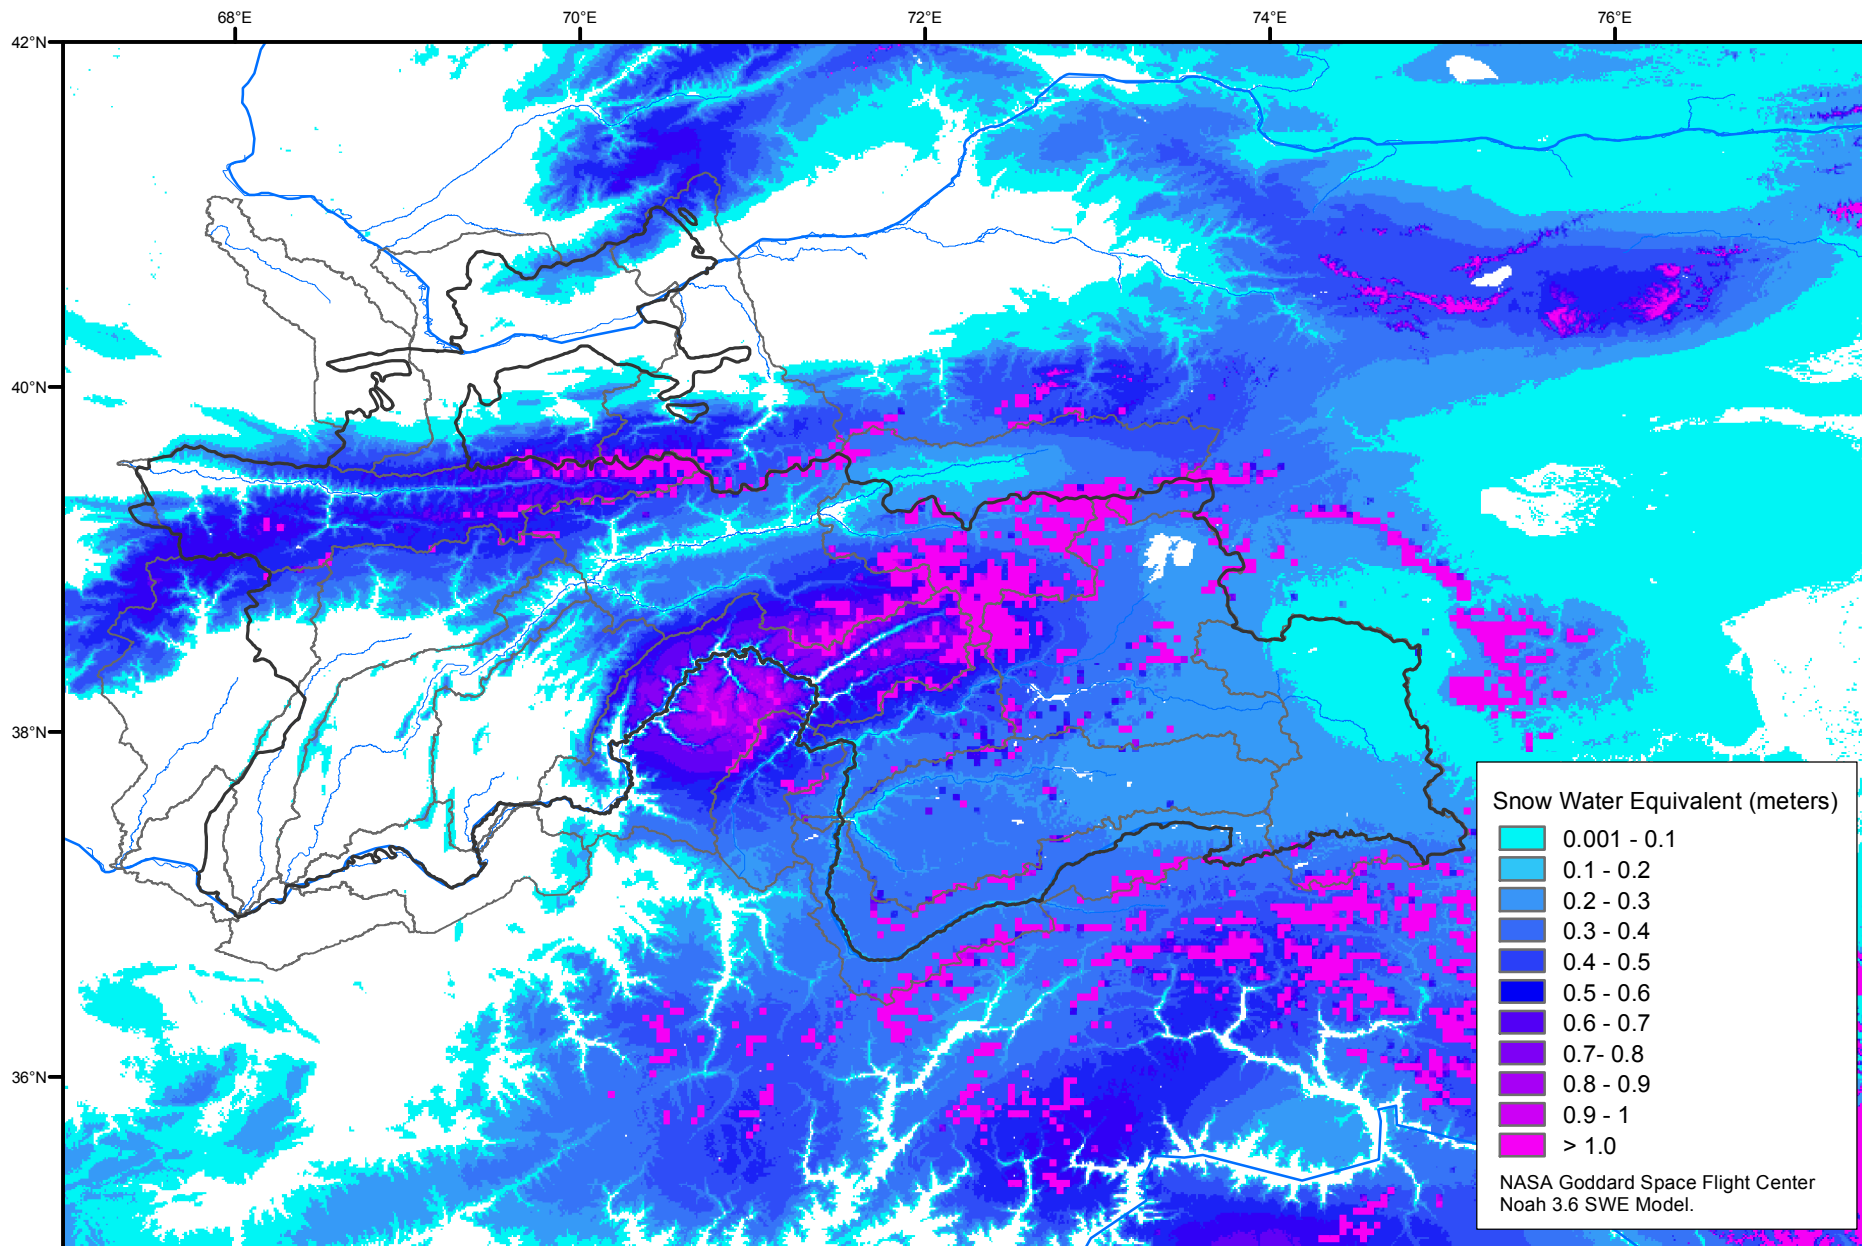 68°E
70°E
72°E
74°E
76°E
42°N
40°N
38°N
36°N
Snow Water Equivalent (meters)
0.001 - 0.1
0.1 - 0.2
0.2 - 0.3
0.3 - 0.4
0.4 - 0.5
0.5 - 0.6
0.6 - 0.7
0.7- 0.8
0.8 - 0.9
0.9 - 1
> 1.0
NASA Goddard Space Flight Center
Noah 3.6 SWE Model.